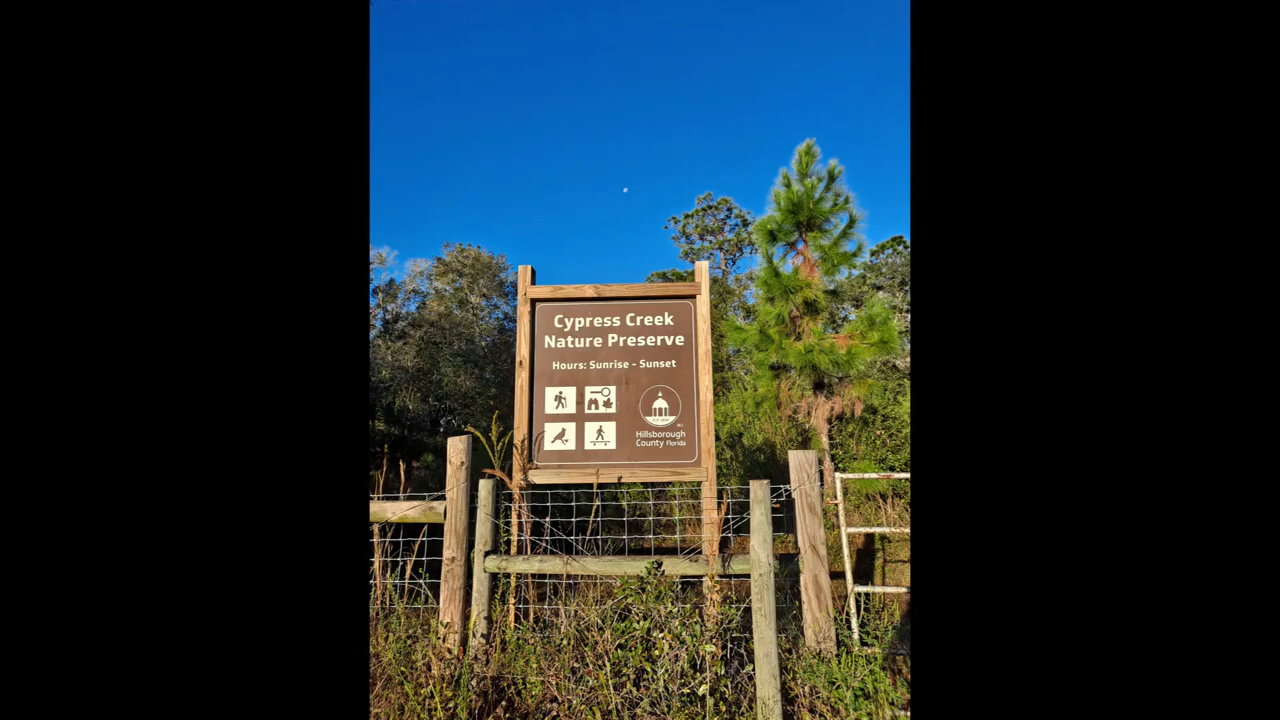 Cypress Creek
Nature Preserve
Hours: Sunrise - Sunset
Hillsborough
County Florida